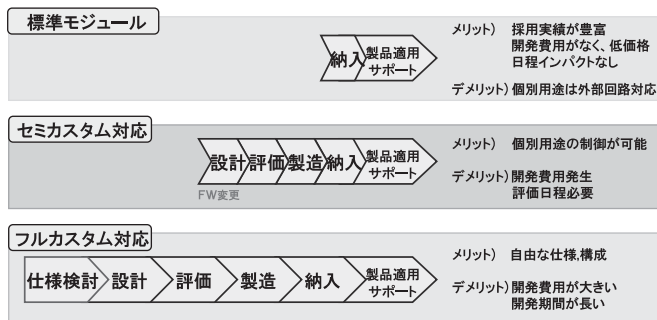 標準モジュール
納入
製品適用
サポート
メリット） 採用実績が豊富
開発費用がなく、低価格
日程インパクトなし
デメリット）個別用途は外部回路対応
セミカスタム対応
設計
評価
製造
納入
製品適用
サポート
FW変更
メリット） 個別用途の制御が可能
デメリット）開発費用発生
評価日程必要
フルカスタム対応
仕様検討
設計
評価
製造
納入
製品適用
サポート
メリット） 自由な仕様,構成
デメリット）開発費用が大きい
開発期間が長い